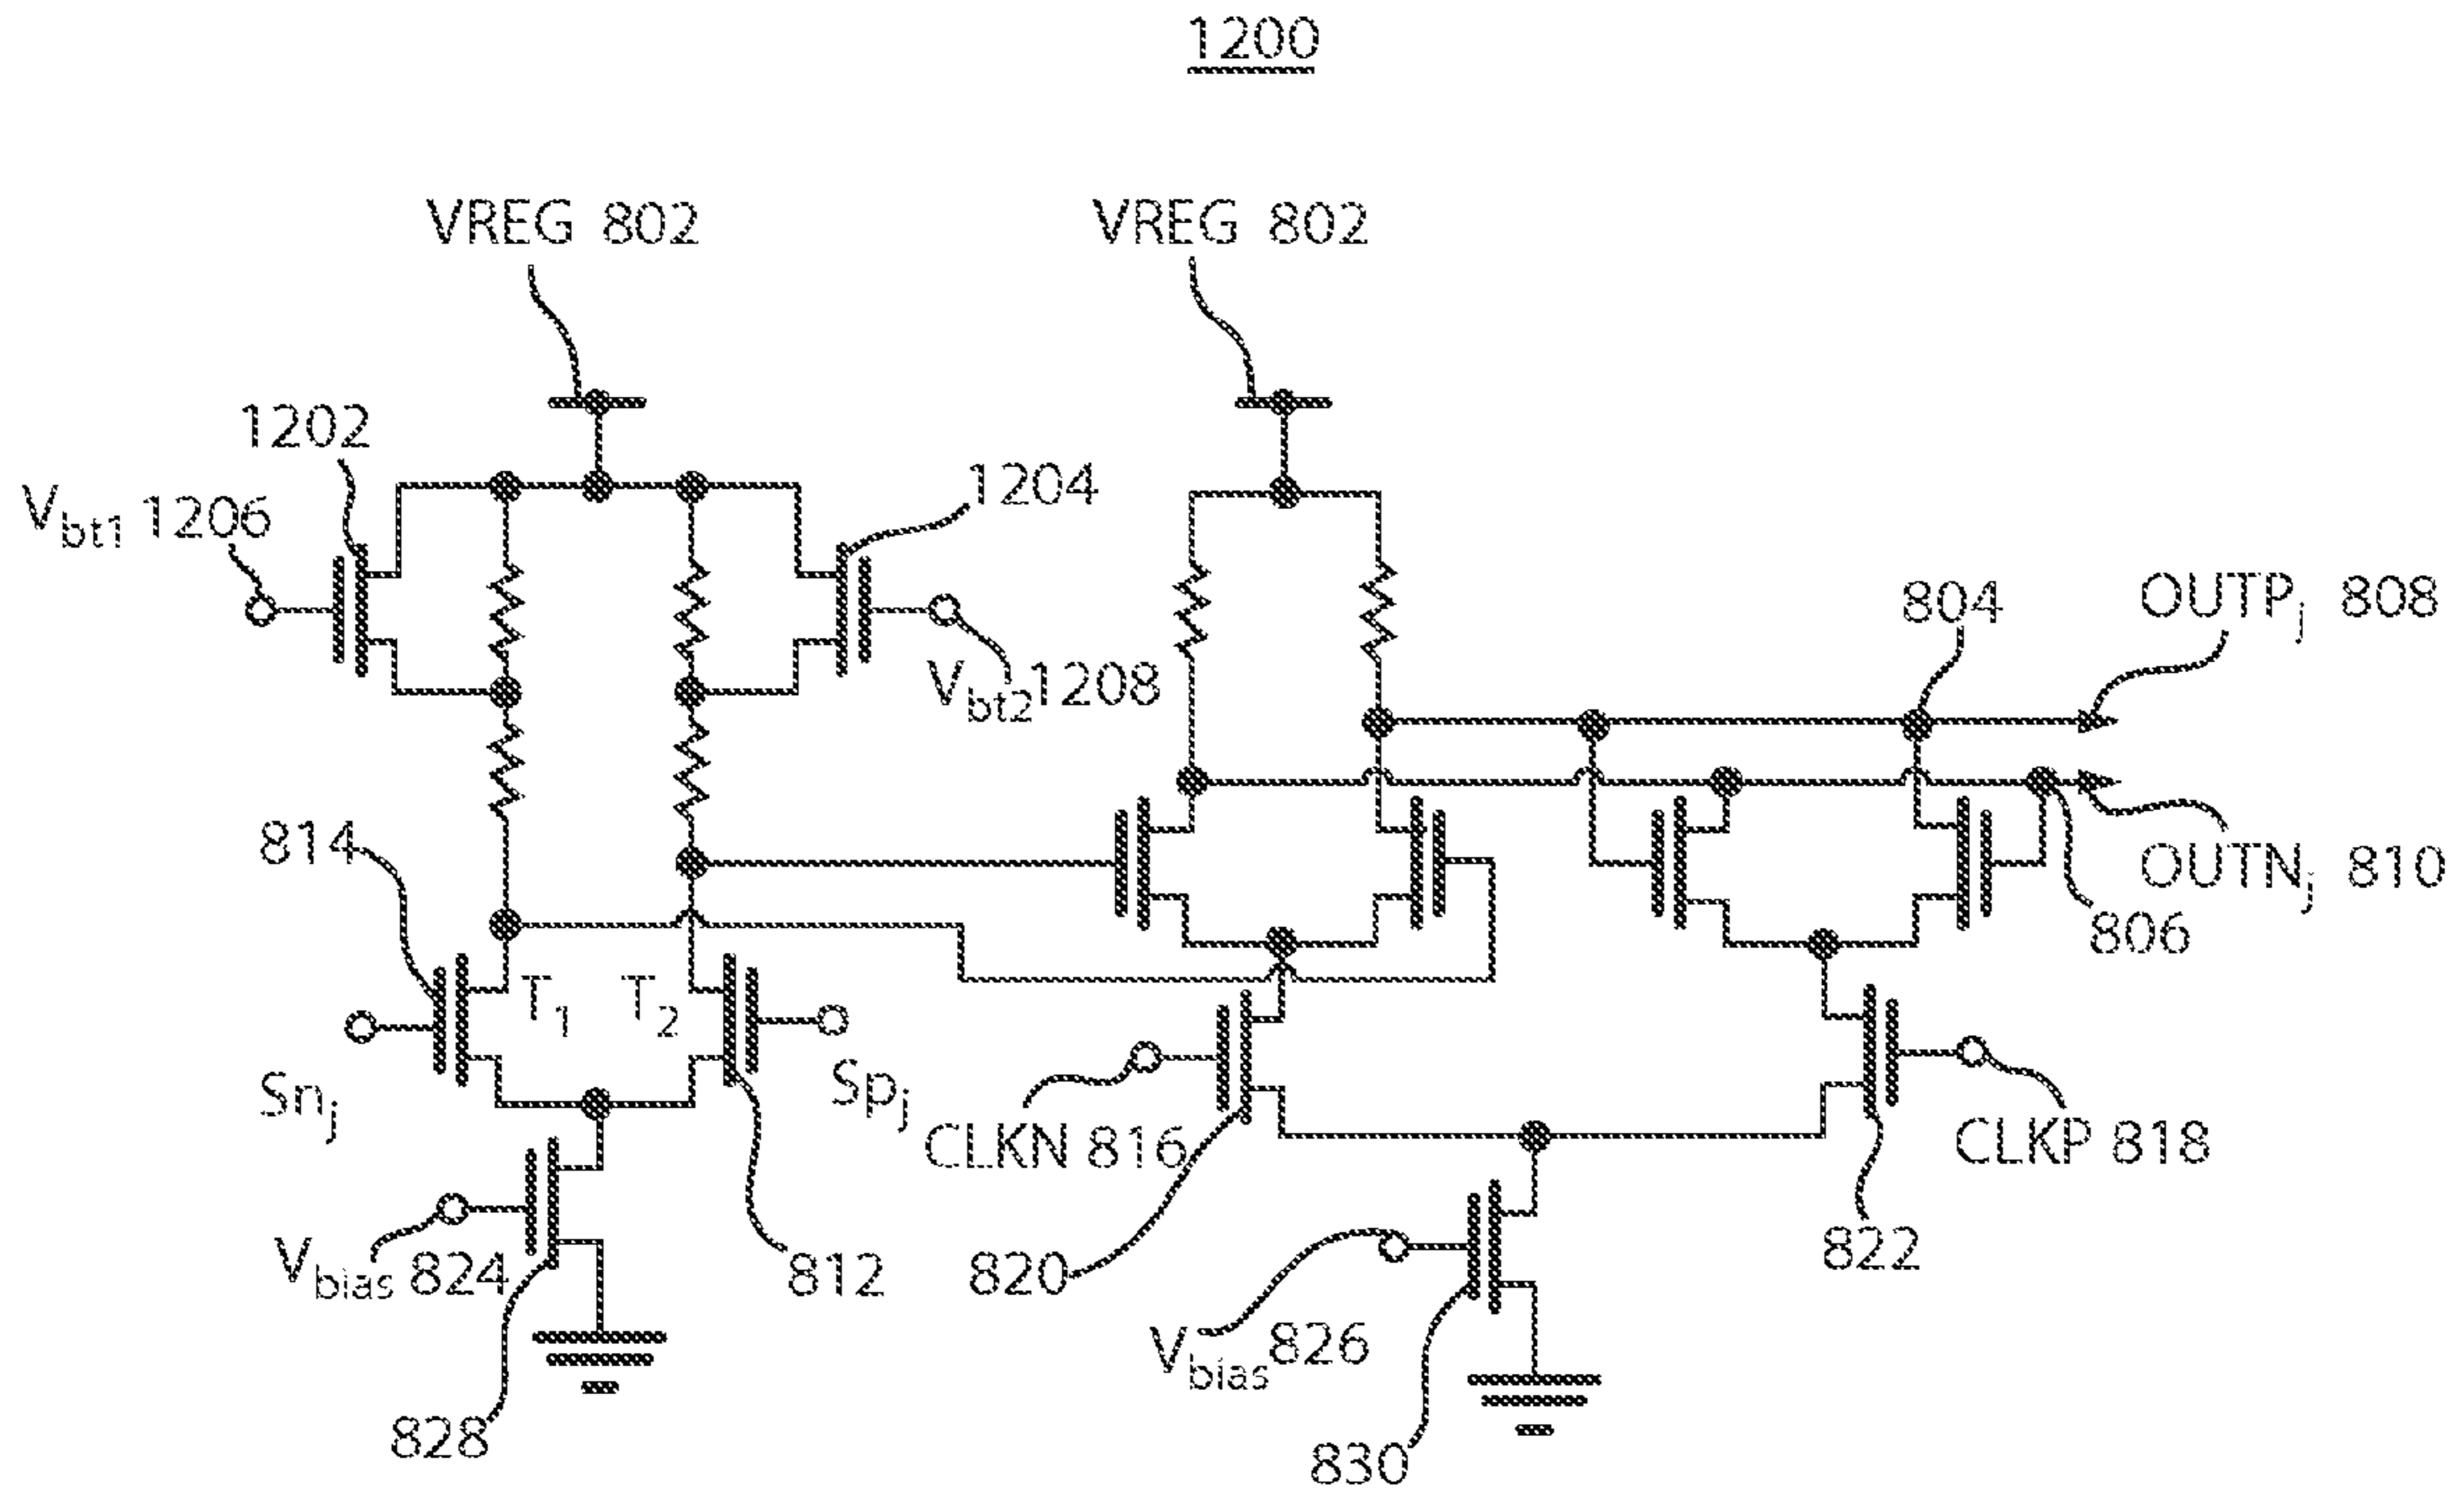 1200
VREG 802
VREG 802
1202
1204
Vbt1 1206
Vbt2 1208
804
OUTPj 808
814
OUTNj 810
806
T1
T2
Snj
Spj
CLKN 816
CLKP 818
Vbias 824
812
820
822
Vbias 826
828
830